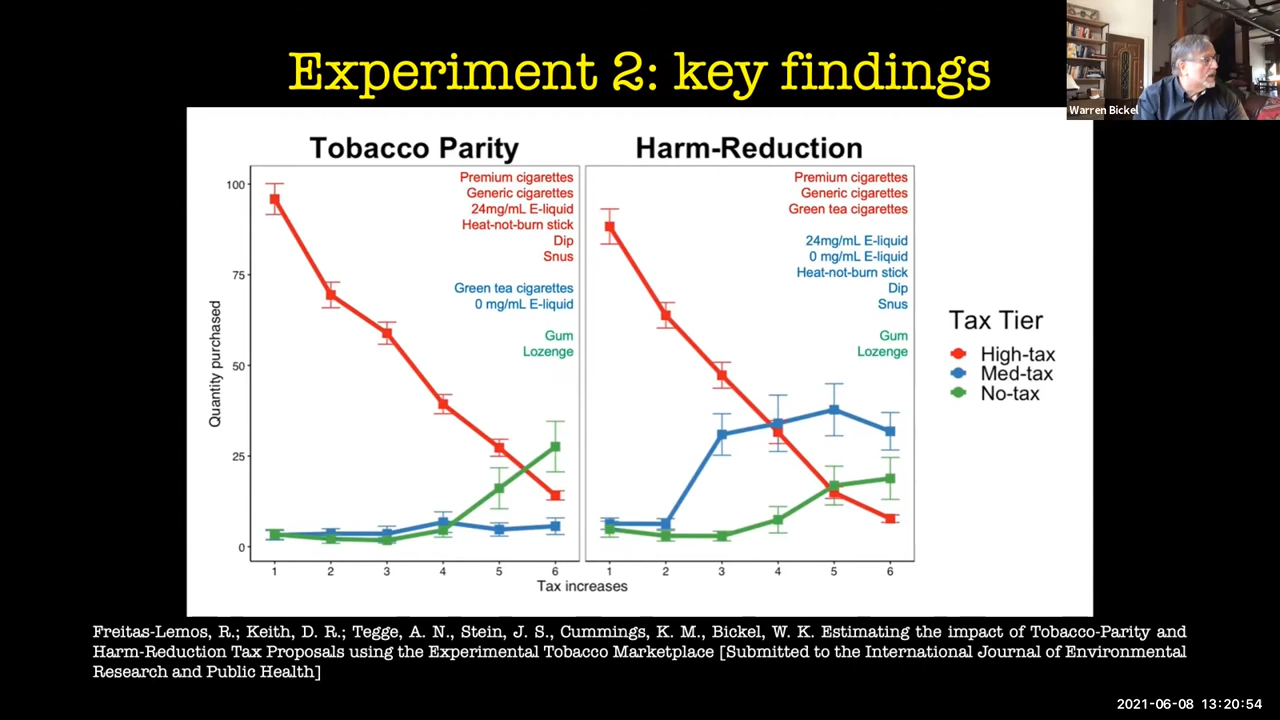 Experiment 2: key findings
Warren Bickel
Tobacco Parity
Harm-Reduction
Premium cigarettes
Generic cigarettes
24mg/mL E-liquid
Heat-not-burn stick
Dip
Snus
Green tea cigarettes
0 mg/mL E-liquid
Gum
Lozenge
Premium cigarettes
Generic cigarettes
Green tea cigarettes
24mg/mL E-liquid
0 mg/mL E-liquid
Heat-not-burn stick
Dip
Snus
Gum
Lozenge
100
75
50
25
0
Quantity purchased
1 2 3 4 5 6
1 2 3 4 5 6
Tax increases
Tax Tier
High-tax
Med-tax
No-tax
Freitas-Lemos, R.; Keith, D. R.; Tegge, A. N., Stein, J. S., Cummings, K. M., Bickel, W. K. Estimating the impact of Tobacco-Parity and
Harm-Reduction Tax Proposals using the Experimental Tobacco Marketplace [Submitted to the International Journal of Environmental
Research and Public Health]
2021-06-08 13:20:54